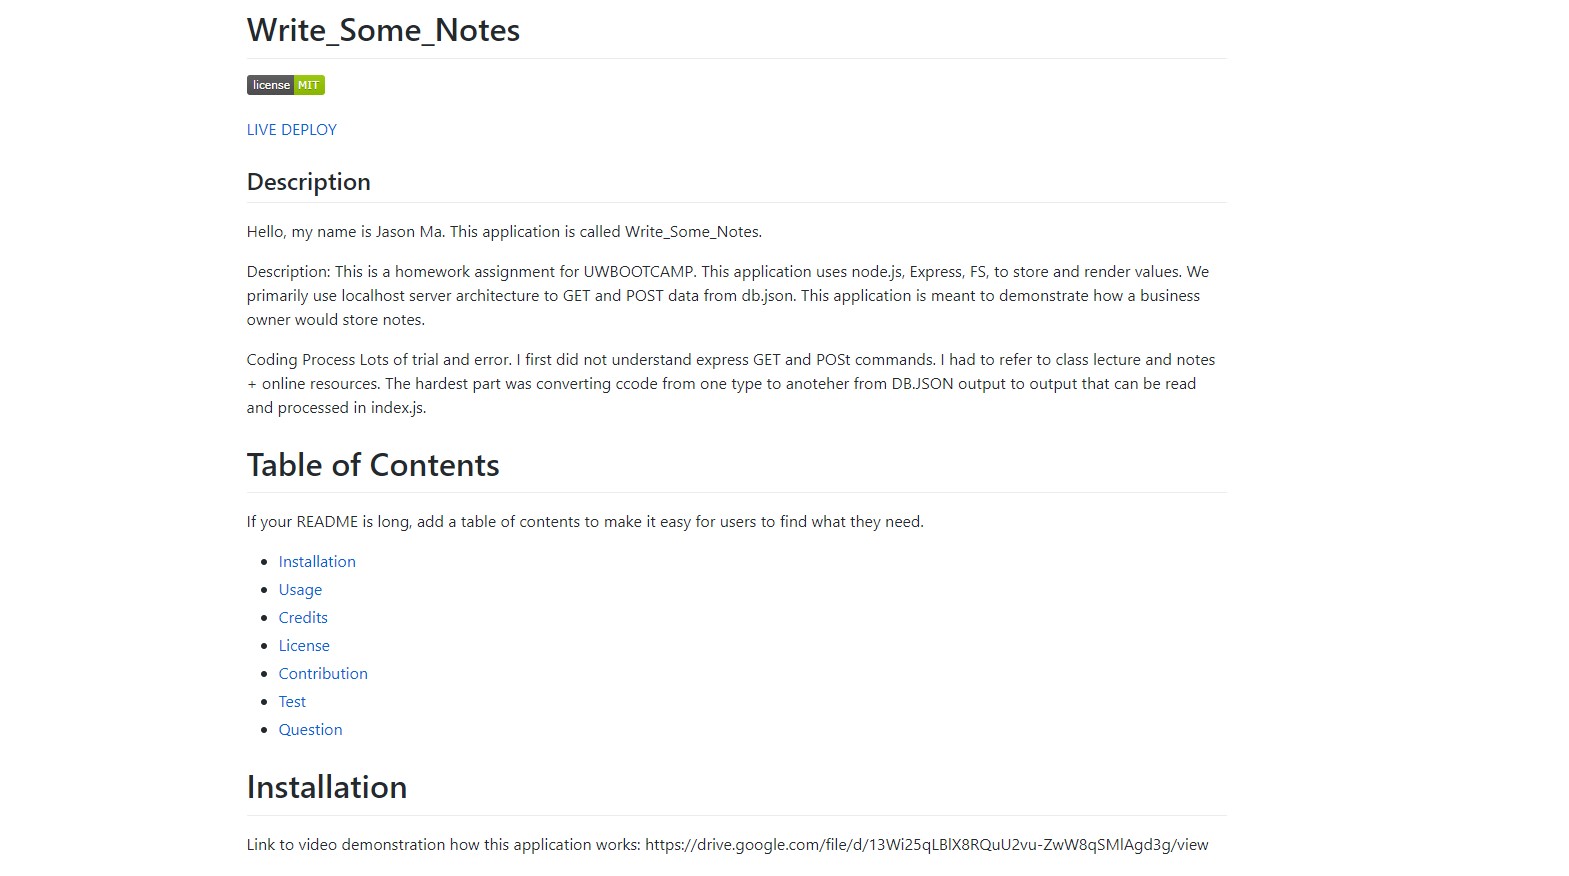 Write_Some_Notes
license MIT
LIVE DEPLOY
Description
Hello, my name is Jason Ma. This application is called Write_Some_Notes.
Description: This is a homework assignment for UWBOOTCAMP. This application uses node.js, Express, FS, to store and render values. We
primarily use localhost server architecture to GET and POST data from db.json. This application is meant to demonstrate how a business
owner would store notes.
Coding Process Lots of trial and error. I first did not understand express GET and POSt commands. I had to refer to class lecture and notes
+ online resources. The hardest part was converting ccode from one type to anoteher from DB.JSON output to output that can be read
and processed in index.js.
Table of Contents
If your README is long, add a table of contents to make it easy for users to find what they need.
Installation
Usage
Credits
License
Contribution
Test
Question
Installation
Link to video demonstration how this application works: https://drive.google.com/file/d/13Wi25qLBlX8RQuU2vu-ZwW8qSMlAgd3g/view